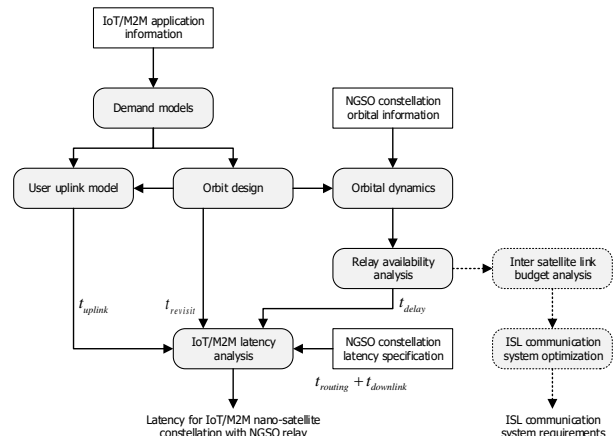 IoT/M2M application
information
Demand models
NGSO constellation
orbital information
User uplink model
Orbit design
Orbital dynamics
Relay availability
analysis
Inter satellite link
budget analysis
t_uplink
t_revisit
t_delay
IoT/M2M latency
analysis
NGSO constellation
latency specification
ISL communication
system optimization
t_routing + t_downlink
Latency for IoT/M2M nano-satellite
constellation with NGSO relay
ISL communication
system requirements